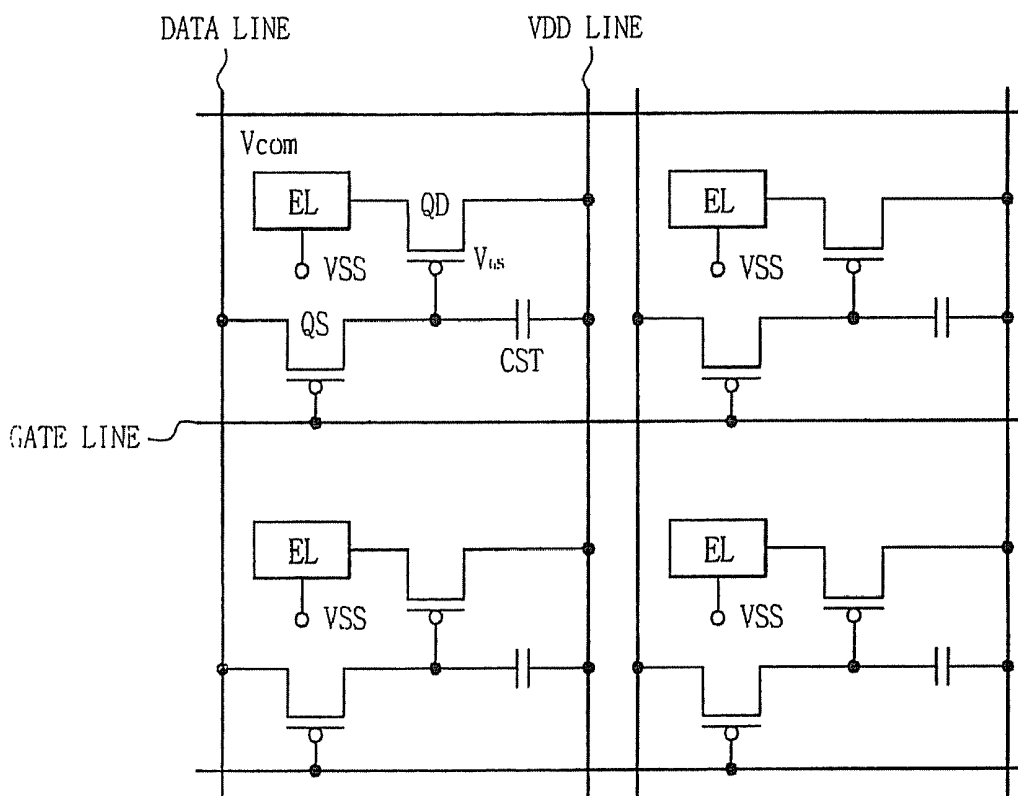 DATA LINE
VDD LINE
Vcom
EL
QD
EL
VSS
VGS
VSS
QS
CST
GATE LINE
EL
EL
VSS
VSS